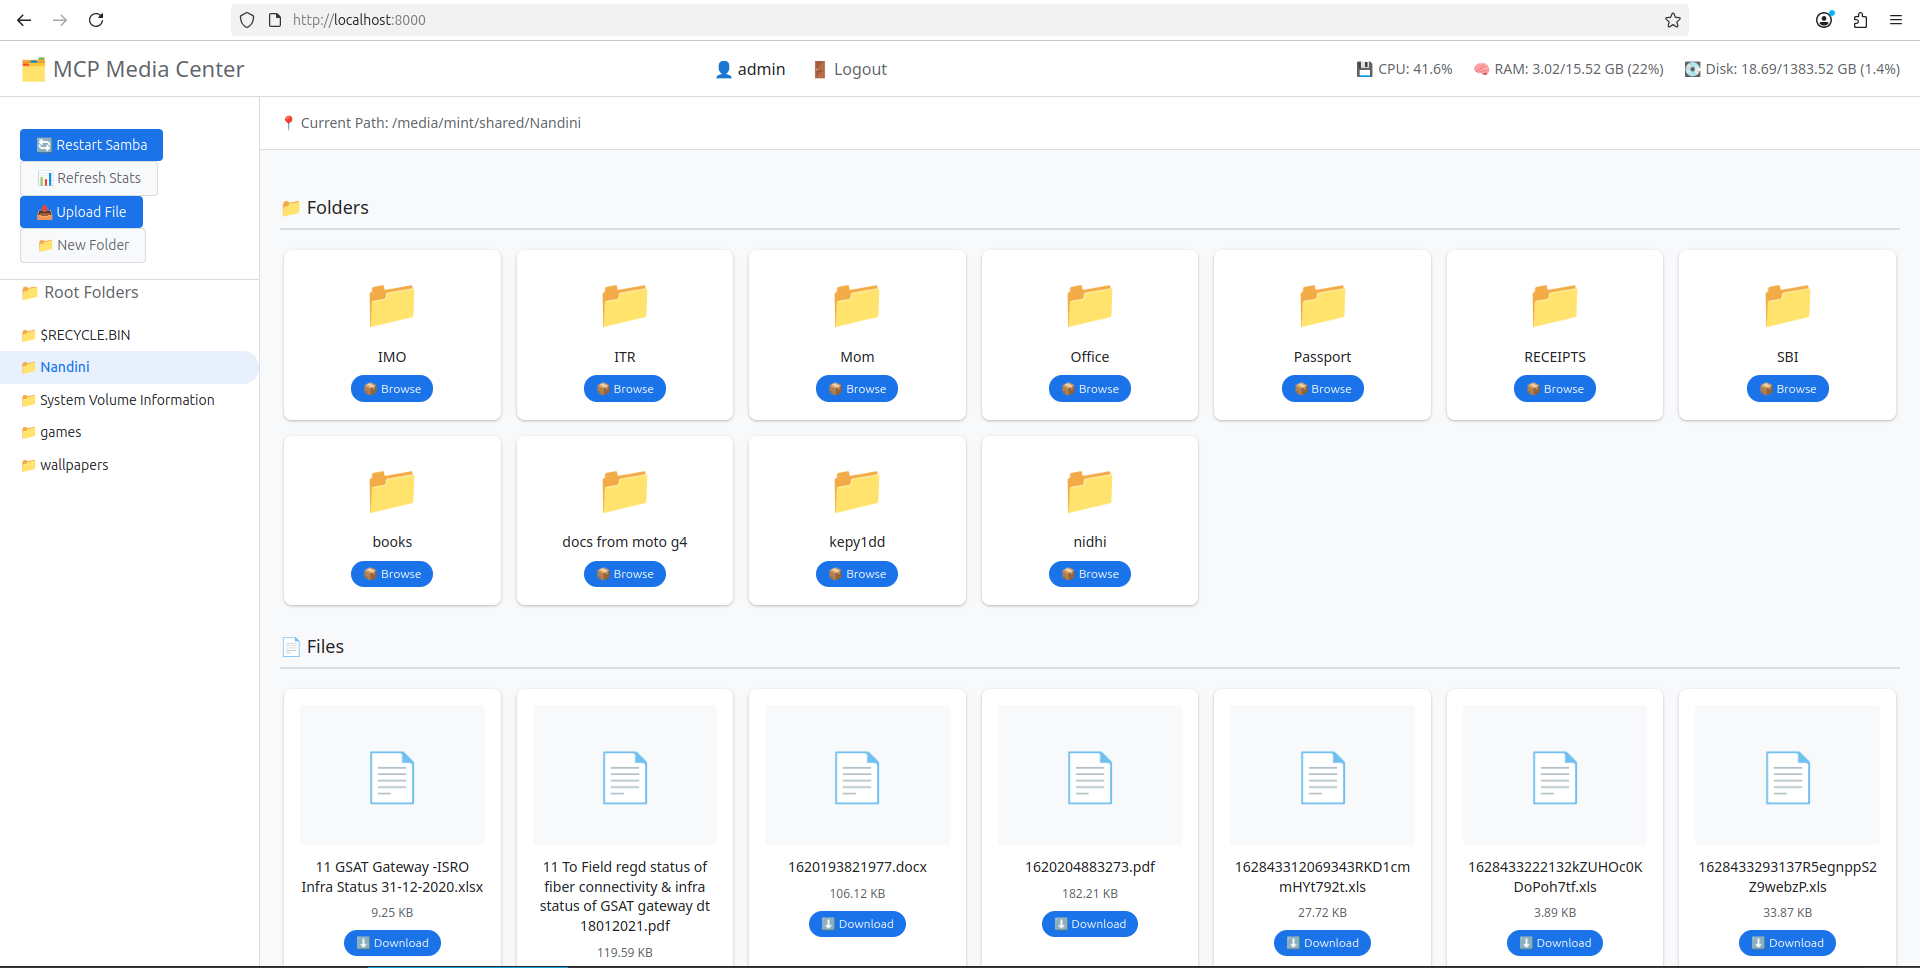 http://localhost:8000
MCP Media Center
admin
Logout
CPU: 41.6%
RAM: 3.02/15.52 GB (22%)
Disk: 18.69/1383.52 GB (1.4%)
Restart Samba
Refresh Stats
Upload File
New Folder
Root Folders
$RECYCLE.BIN
Nandini
System Volume Information
games
wallpapers
Current Path: /media/mint/shared/Nandini
Folders
IMO
Browse
ITR
Browse
Mom
Browse
Office
Browse
Passport
Browse
RECEIPTS
Browse
SBI
Browse
books
Browse
docs from moto g4
Browse
kepy1dd
Browse
nidhi
Browse
Files
11 GSAT Gateway -ISRO
Infra Status 31-12-2020.xlsx
9.25 KB
Download
11 To Field regd status of
fiber connectivity & infra
status of GSAT gateway dt
18012021.pdf
119.59 KB
1620193821977.docx
106.12 KB
Download
1620204883273.pdf
182.21 KB
Download
162843312069343RKD1cm
mHYt792t.xls
27.72 KB
Download
1628433222132kZUHOc0K
DoPoh7tf.xls
3.89 KB
Download
1628433293137R5egnppS2
Z9webzP.xls
33.87 KB
Download